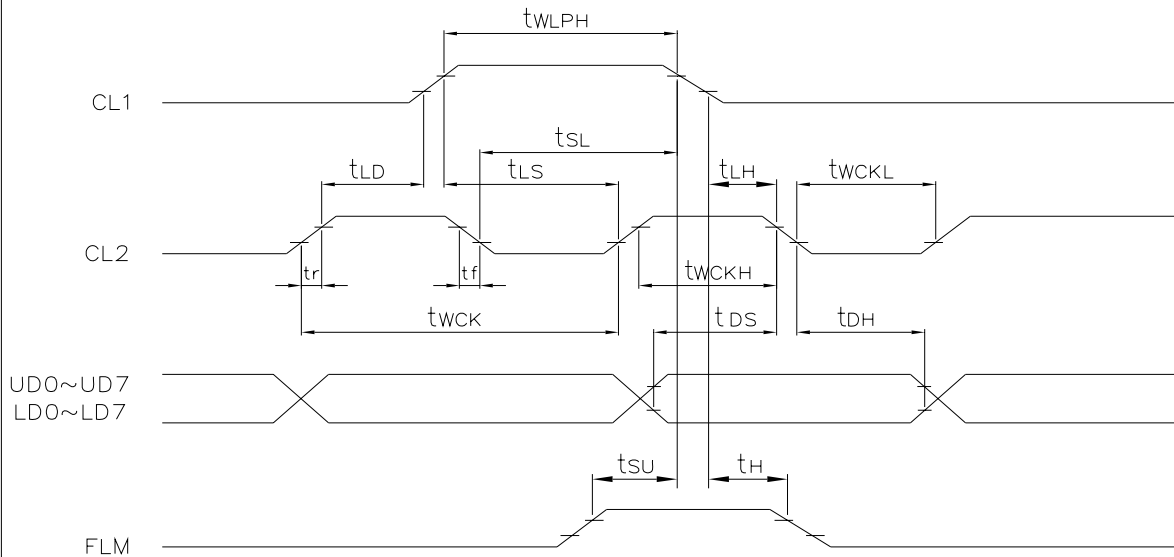 tWLPH
CL1
tSL
tLD
tLS
tLH
tWCKL
CL2
tr
tf
tWCKH
tWCK
tDS
tDH
UD0~UD7
LD0~LD7
tSU
tH
FLM